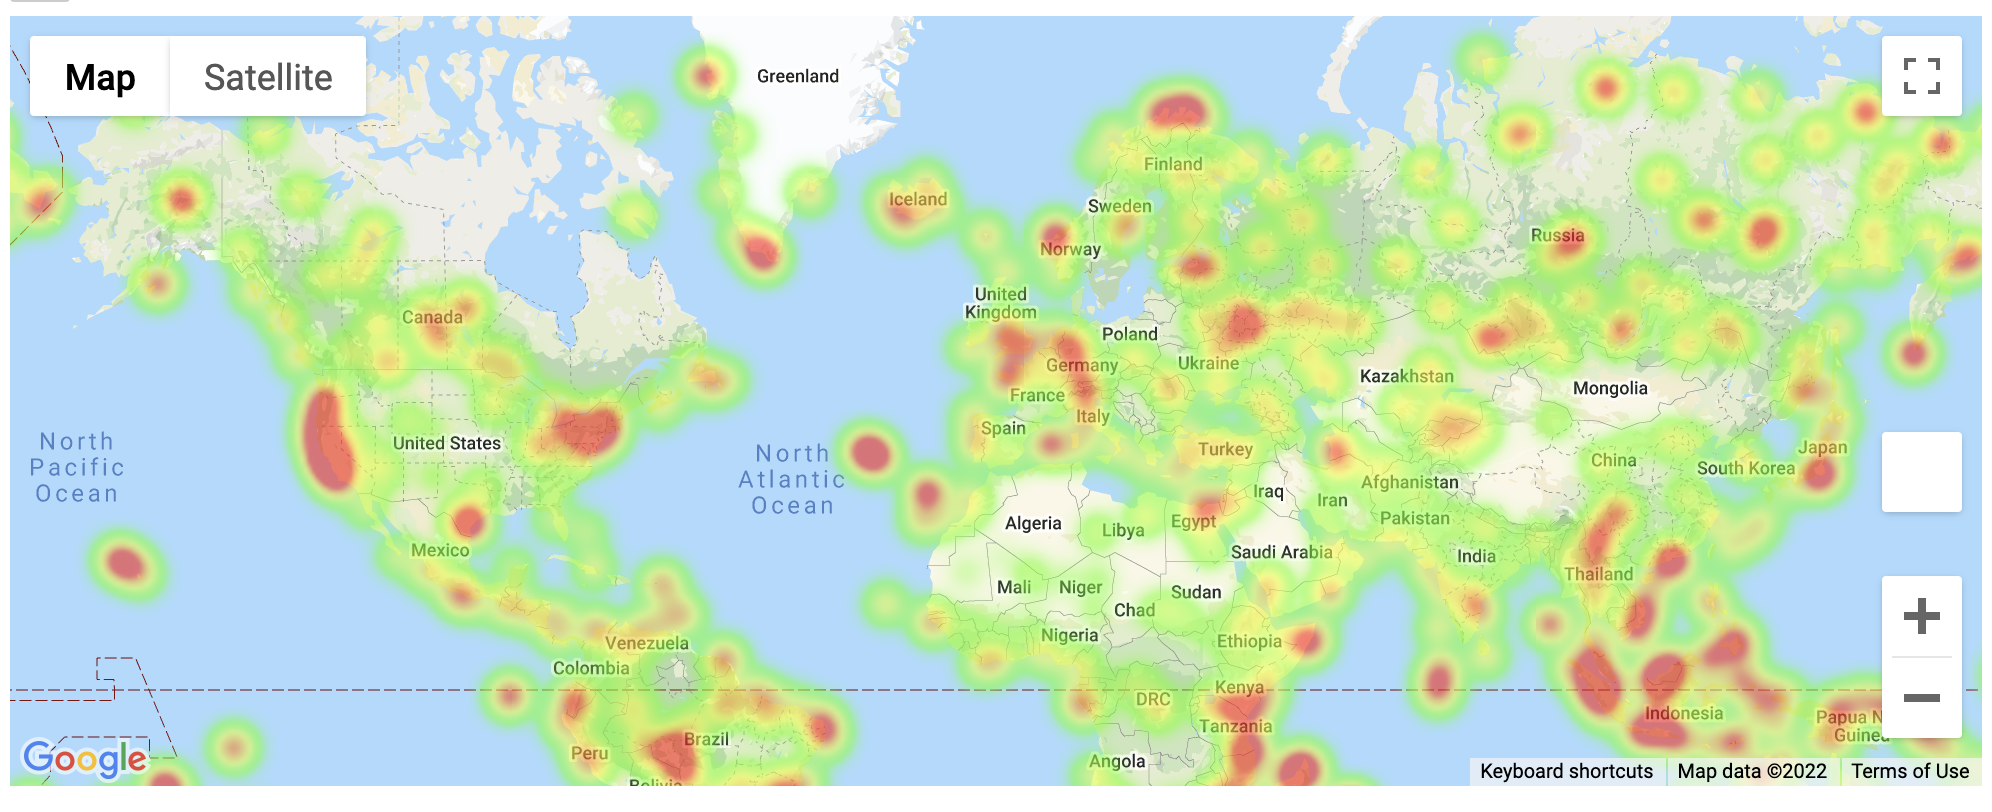 Map
Satellite
Greenland
Finland
Iceland
Sweden
Norway
Russia
United
Kingdom
Canada
Poland
Germany
Ukraine
Kazakhstan
Mongolia
France
Italy
Spain
United States
North
Pacific
Ocean
North
Atlantic
Ocean
Turkey
China
Japan
South Korea
Afghanistan
Iraq
Iran
Algeria
Libya
Egypt
Pakistan
Mexico
Saudi Arabia
India
Thailand
Mali
Niger
Sudan
Chad
Nigeria
Ethiopia
Venezuela
Colombia
Kenya
DRC
Tanzania
Indonesia
Papua N
Guinea
Brazil
Peru
Angola
Bolivia
Google
Keyboard shortcuts
Map data ©2022
Terms of Use